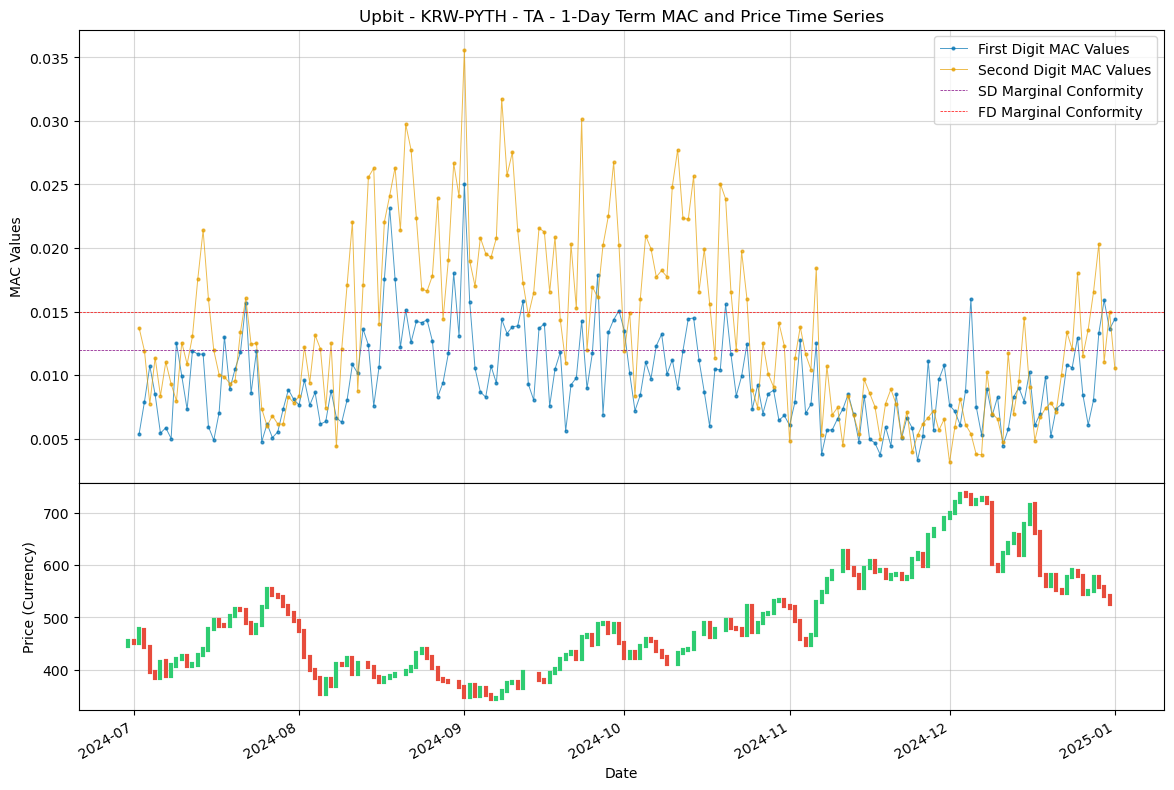 Upbit - KRW-PYTH - TA - 1-Day Term MAC and Price Time Series
First Digit MAC Values
Second Digit MAC Values
SD Marginal Conformity
FD Marginal Conformity
MAC Values
0.035
0.030
0.025
0.020
0.015
0.010
0.005
Price (Currency)
700
600
500
400
2024-07
2024-08
2024-09
2024-10
2024-11
2024-12
2025-01
Date